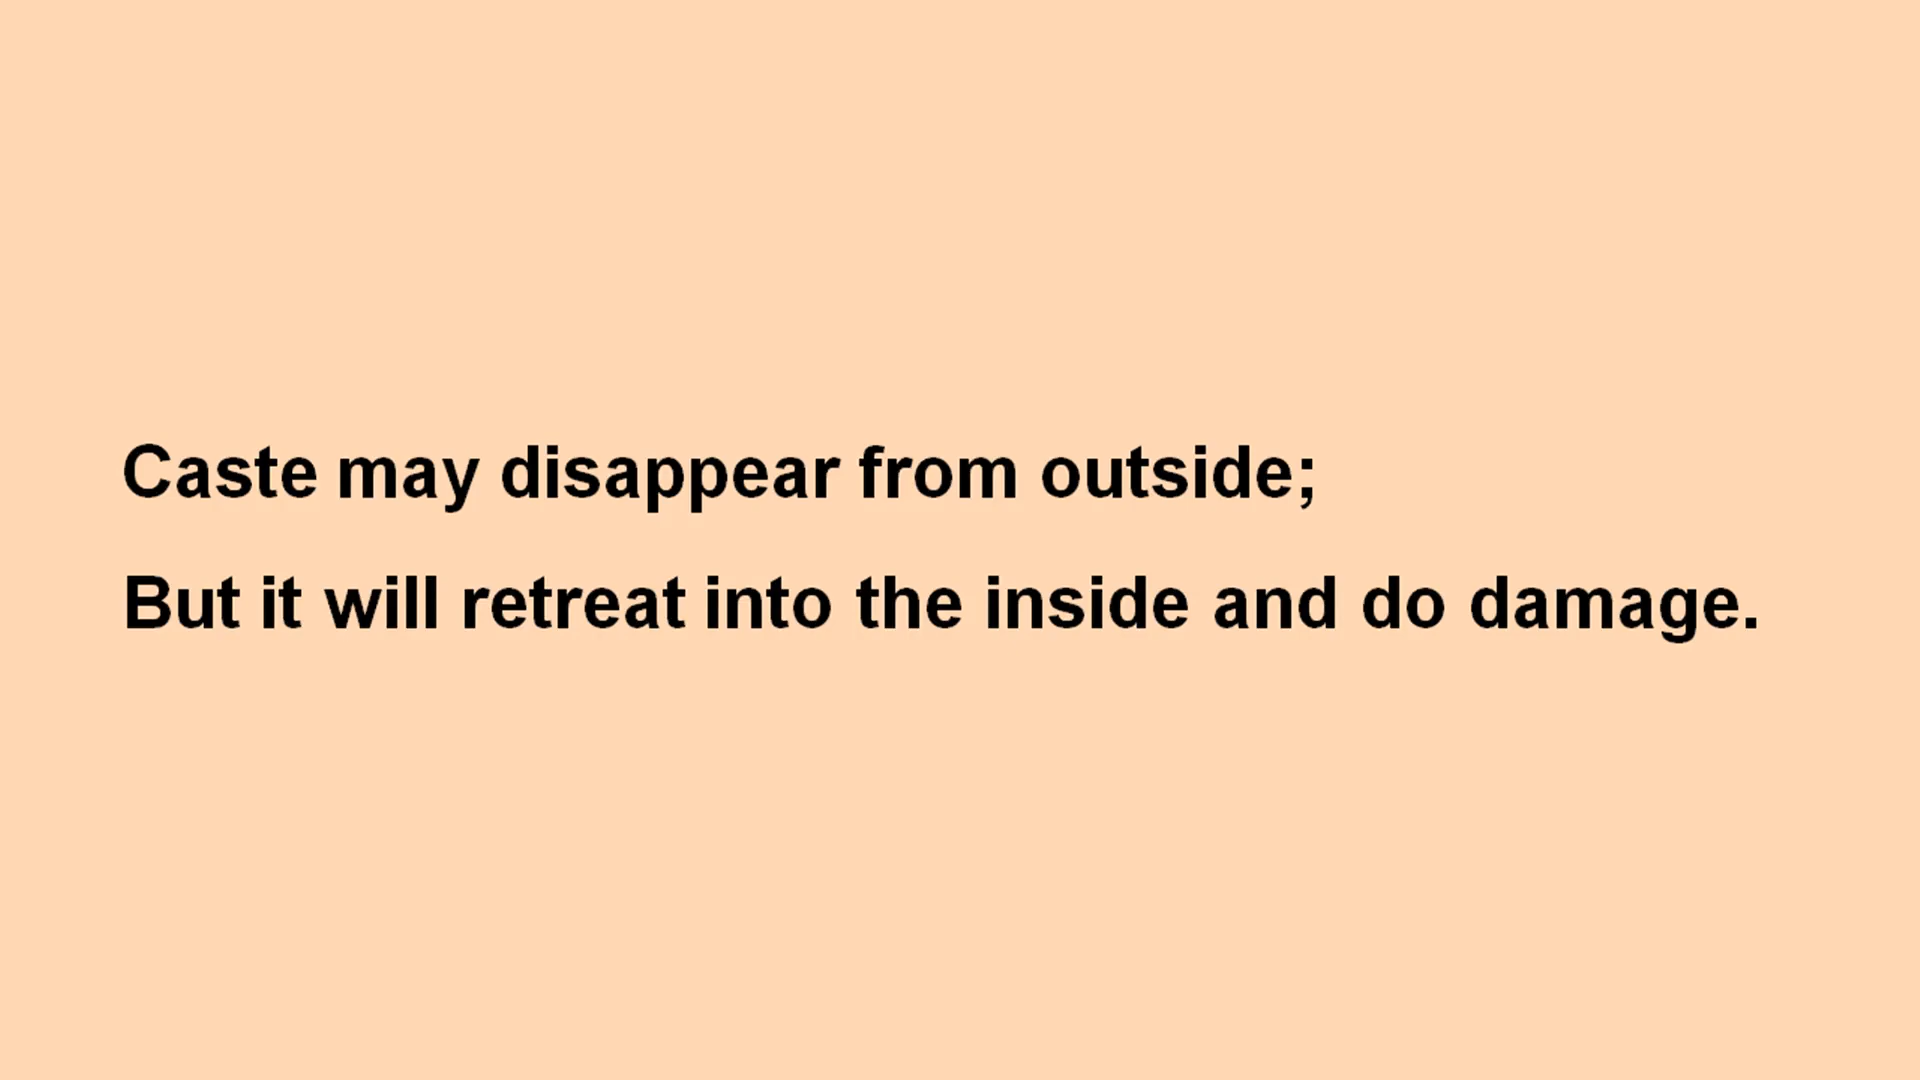 Caste may disappear from outside;
But it will retreat into the inside and do damage.